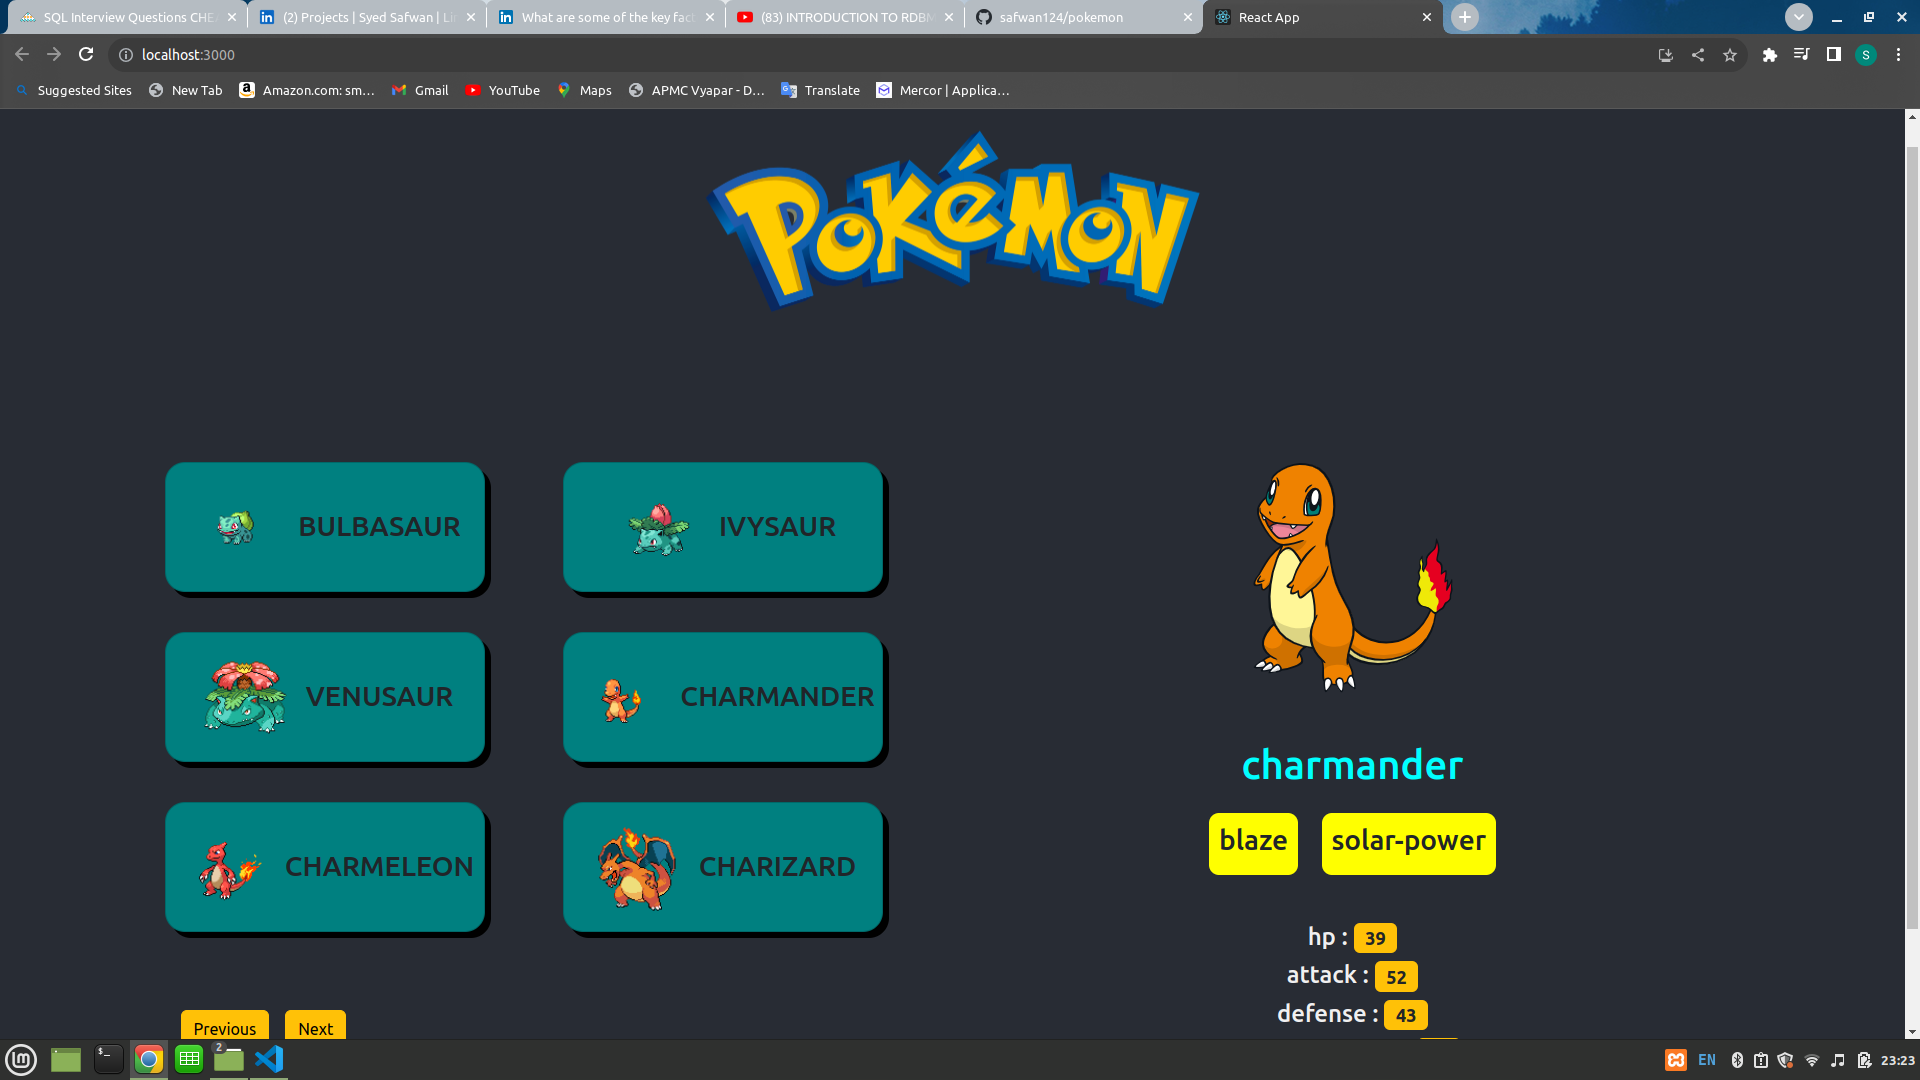 SQL Interview Questions CHEA
(2) Projects | Syed Safwan | Li
What are some of the key fact
(83) INTRODUCTION TO RDBM
safwan124/pokemon
React App
localhost:3000
S
Suggested Sites
New Tab
Amazon.com: sm...
Gmail
YouTube
Maps
APMC Vyapar - D...
Translate
Mercor | Applica...
POKéMON
BULBASAUR
IVYSAUR
VENUSAUR
CHARMANDER
CHARMELEON
CHARIZARD
charmander
blaze
solar-power
hp : 39
attack : 52
defense : 43
Previous
Next
2
EN
23:23